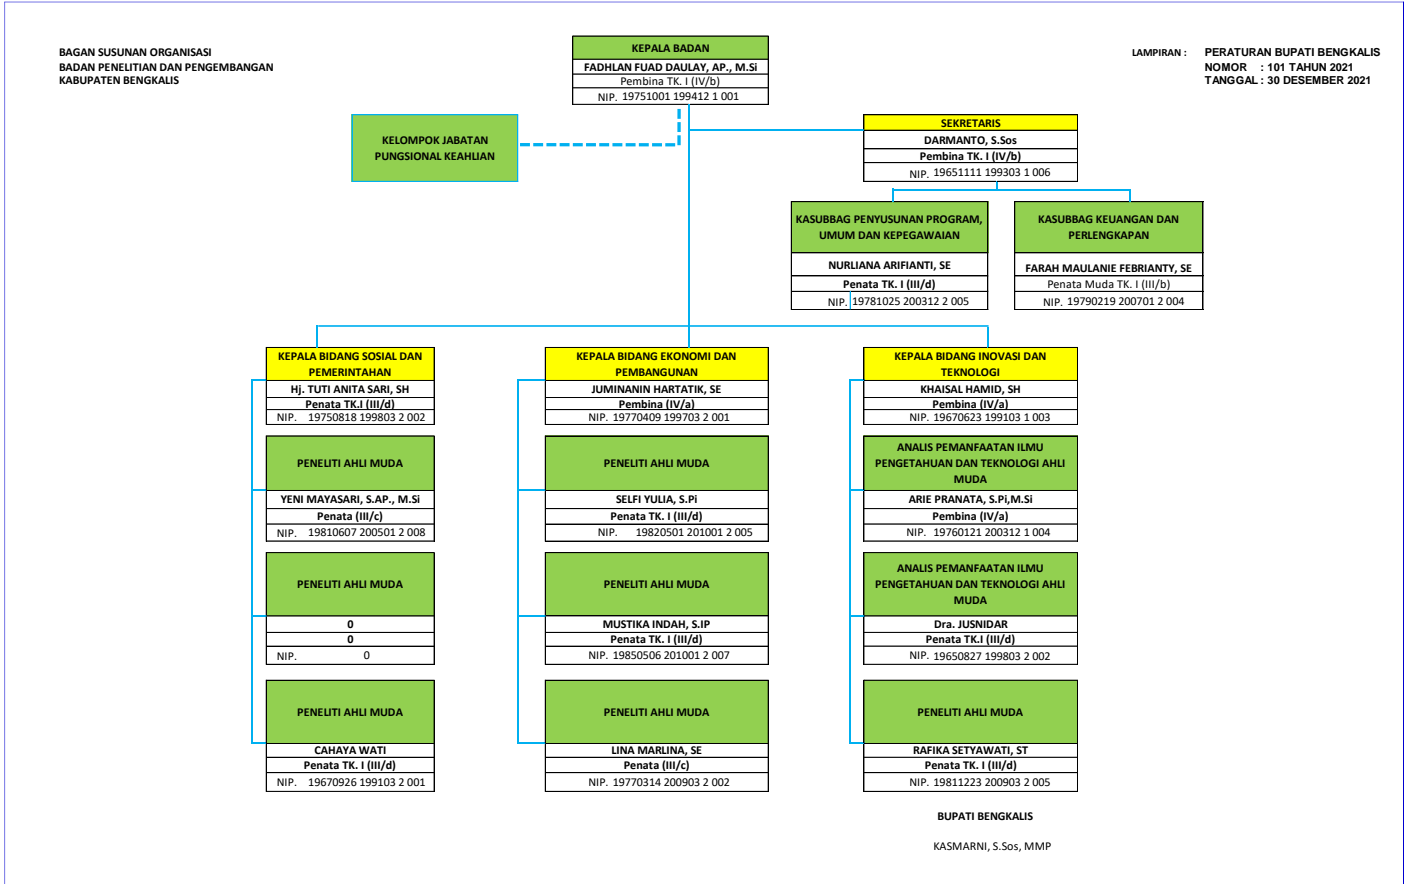 BAGAN SUSUNAN ORGANISASI
BADAN PENELITIAN DAN PENGEMBANGAN
KABUPATEN BENGKALIS
LAMPIRAN : PERATURAN BUPATI BENGKALIS
NOMOR : 101 TAHUN 2021
TANGGAL : 30 DESEMBER 2021
KEPALA BADAN
FADHLAN FUAD DAULAY, AP., M.Si
Pembina TK. I (IV/b)
NIP. 19751001 199412 1 001
KELOMPOK JABATAN
PUNGSIONAL KEAHLIAN
SEKRETARIS
DARMANTO, S.Sos
Pembina TK. I (IV/b)
NIP. 19651111 199303 1 006
KASUBBAG PENYUSUNAN PROGRAM,
UMUM DAN KEPEGAWAIAN
NURLIANA ARIFIANTI, SE
Penata TK. I (III/d)
NIP. 19781025 200312 2 005
KASUBBAG KEUANGAN DAN
PERLENGKAPAN
FARAH MAULANIE FEBRIANTY, SE
Penata Muda TK. I (III/b)
NIP. 19790219 200701 2 004
KEPALA BIDANG SOSIAL DAN
PEMERINTAHAN
Hj. TUTI ANITA SARI, SH
Penata TK.I (III/d)
NIP. 19750818 199803 2 002
PENELITI AHLI MUDA
YENI MAYASARI, S.AP., M.Si
Penata (III/c)
NIP. 19810607 200501 2 008
PENELITI AHLI MUDA
0
0
NIP. 0
PENELITI AHLI MUDA
CAHAYA WATI
Penata TK. I (III/d)
NIP. 19670926 199103 2 001
KEPALA BIDANG EKONOMI DAN
PEMBANGUNAN
JUMINANIN HARTATIK, SE
Pembina (IV/a)
NIP. 19770409 199703 2 001
PENELITI AHLI MUDA
SELFI YULIA, S.Pi
Penata TK. I (III/d)
NIP. 19820501 201001 2 005
PENELITI AHLI MUDA
MUSTIKA INDAH, S.IP
Penata TK. I (III/d)
NIP. 19850506 201001 2 007
PENELITI AHLI MUDA
LINA MARLINA, SE
Penata (III/c)
NIP. 19770314 200903 2 002
KEPALA BIDANG INOVASI DAN
TEKNOLOGI
KHAISAL HAMID, SH
Pembina (IV/a)
NIP. 19670623 199103 1 003
ANALIS PEMANFAATAN ILMU
PENGETAHUAN DAN TEKNOLOGI AHLI
MUDA
ARIE PRANATA, S.Pi,M.Si
Pembina (IV/a)
NIP. 19760121 200312 1 004
ANALIS PEMANFAATAN ILMU
PENGETAHUAN DAN TEKNOLOGI AHLI
MUDA
Dra. JUSNIDAR
Penata TK.I (III/d)
NIP. 19650827 199803 2 002
PENELITI AHLI MUDA
RAFIKA SETYAWATI, ST
Penata TK. I (III/d)
NIP. 19811223 200903 2 005
BUPATI BENGKALIS
KASMARNI, S.Sos, MMP